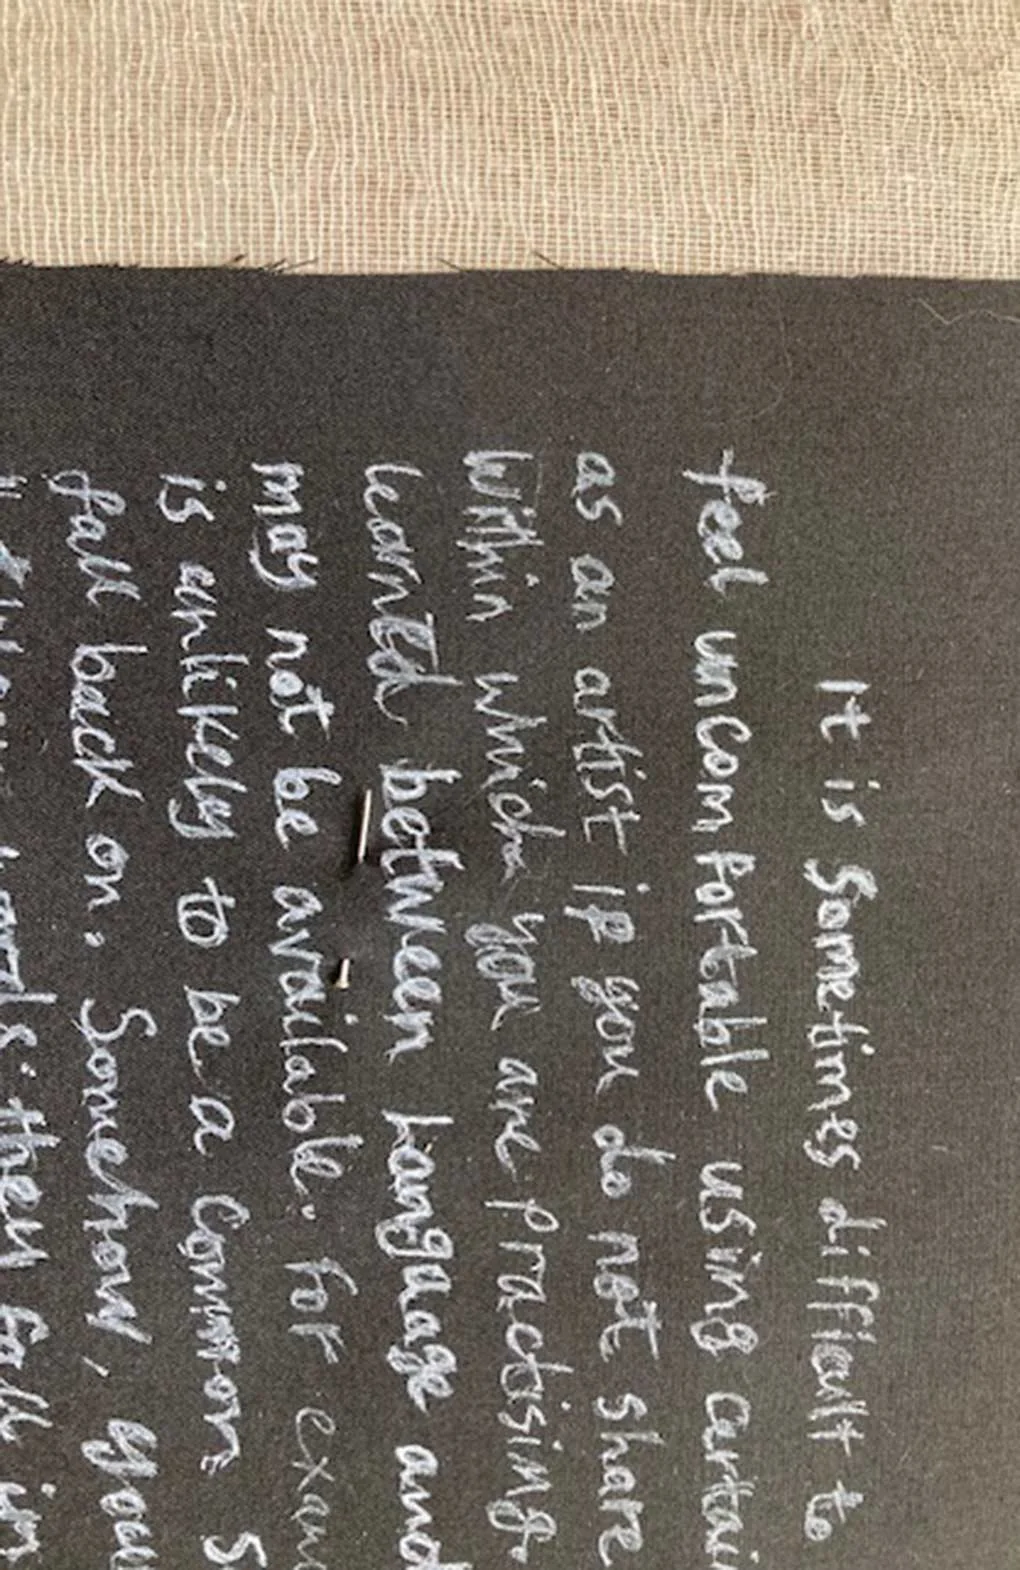 It is sometimes difficult to
feel uncomfortable using
as an artist if you do not share
within which you are practising.
learned between language and
may not be available. for
is unlikely to be a common
fall back on. Somehow, you
they